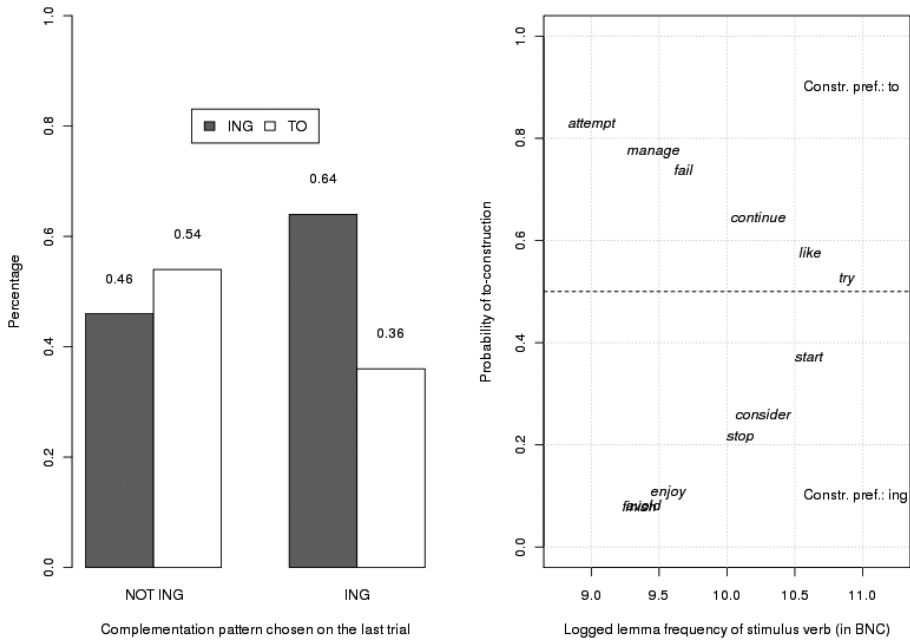 Percentage
1.0
0.8
0.6
0.4
0.2
0.0
ING TO
0.46
0.54
0.64
0.36
NOT ING
ING
Complementation pattern chosen on the last trial
Probability of to-construction
1.0
0.8
0.6
0.4
0.2
0.0
Constr. pref.: to
attempt
manage
fail
continue
like
try
start
consider
stop
enjoy
finish avoid
Constr. pref.: ing
9.0 9.5 10.0 10.5 11.0
Logged lemma frequency of stimulus verb (in BNC)